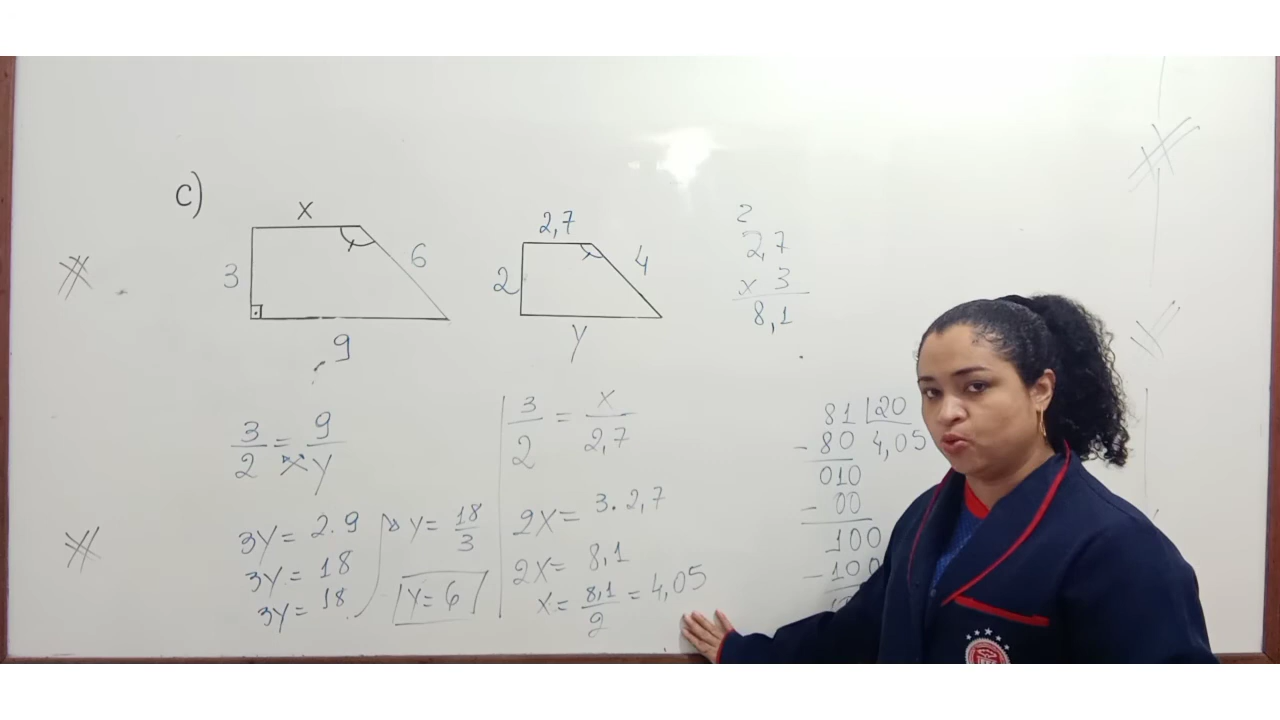 c)
x
3
6
9
2,7
2
4
y
2
2,7
x 3
8,1
3/2 = 9/y
3y = 2.9
3y = 18
3y = 18
y = 18/3
y = 6
3/2 = x/2,7
2x = 3.2,7
2x = 8,1
x = 8,1/2 = 4,05
81 |20
- 80 4,05
010
- 00
100
- 100